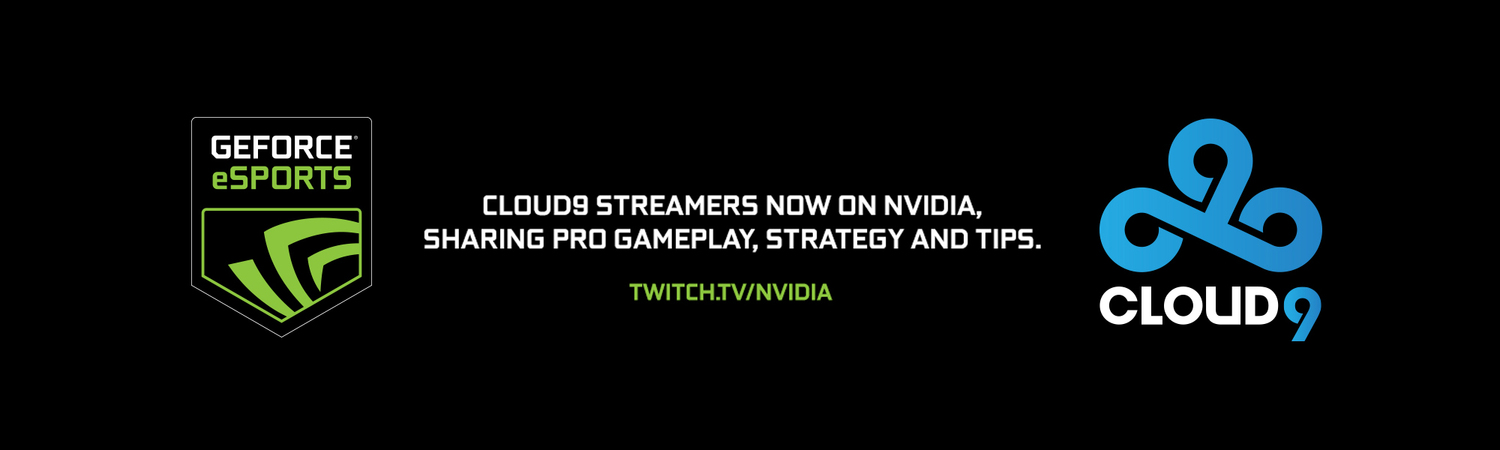 GEFORCE®
eSPORTS
CLOUD9 STREAMERS NOW ON NVIDIA,
SHARING PRO GAMEPLAY, STRATEGY AND TIPS.
TWITCH.TV/NVIDIA
CLOUD9